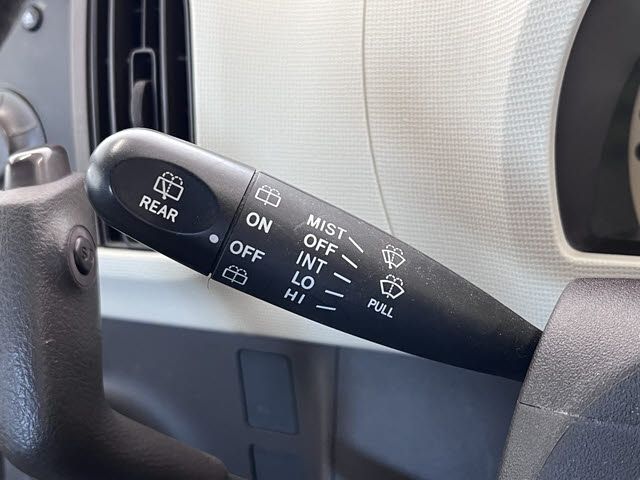 REAR
ON
OFF
MIST
OFF
INT
LO
HI
PULL